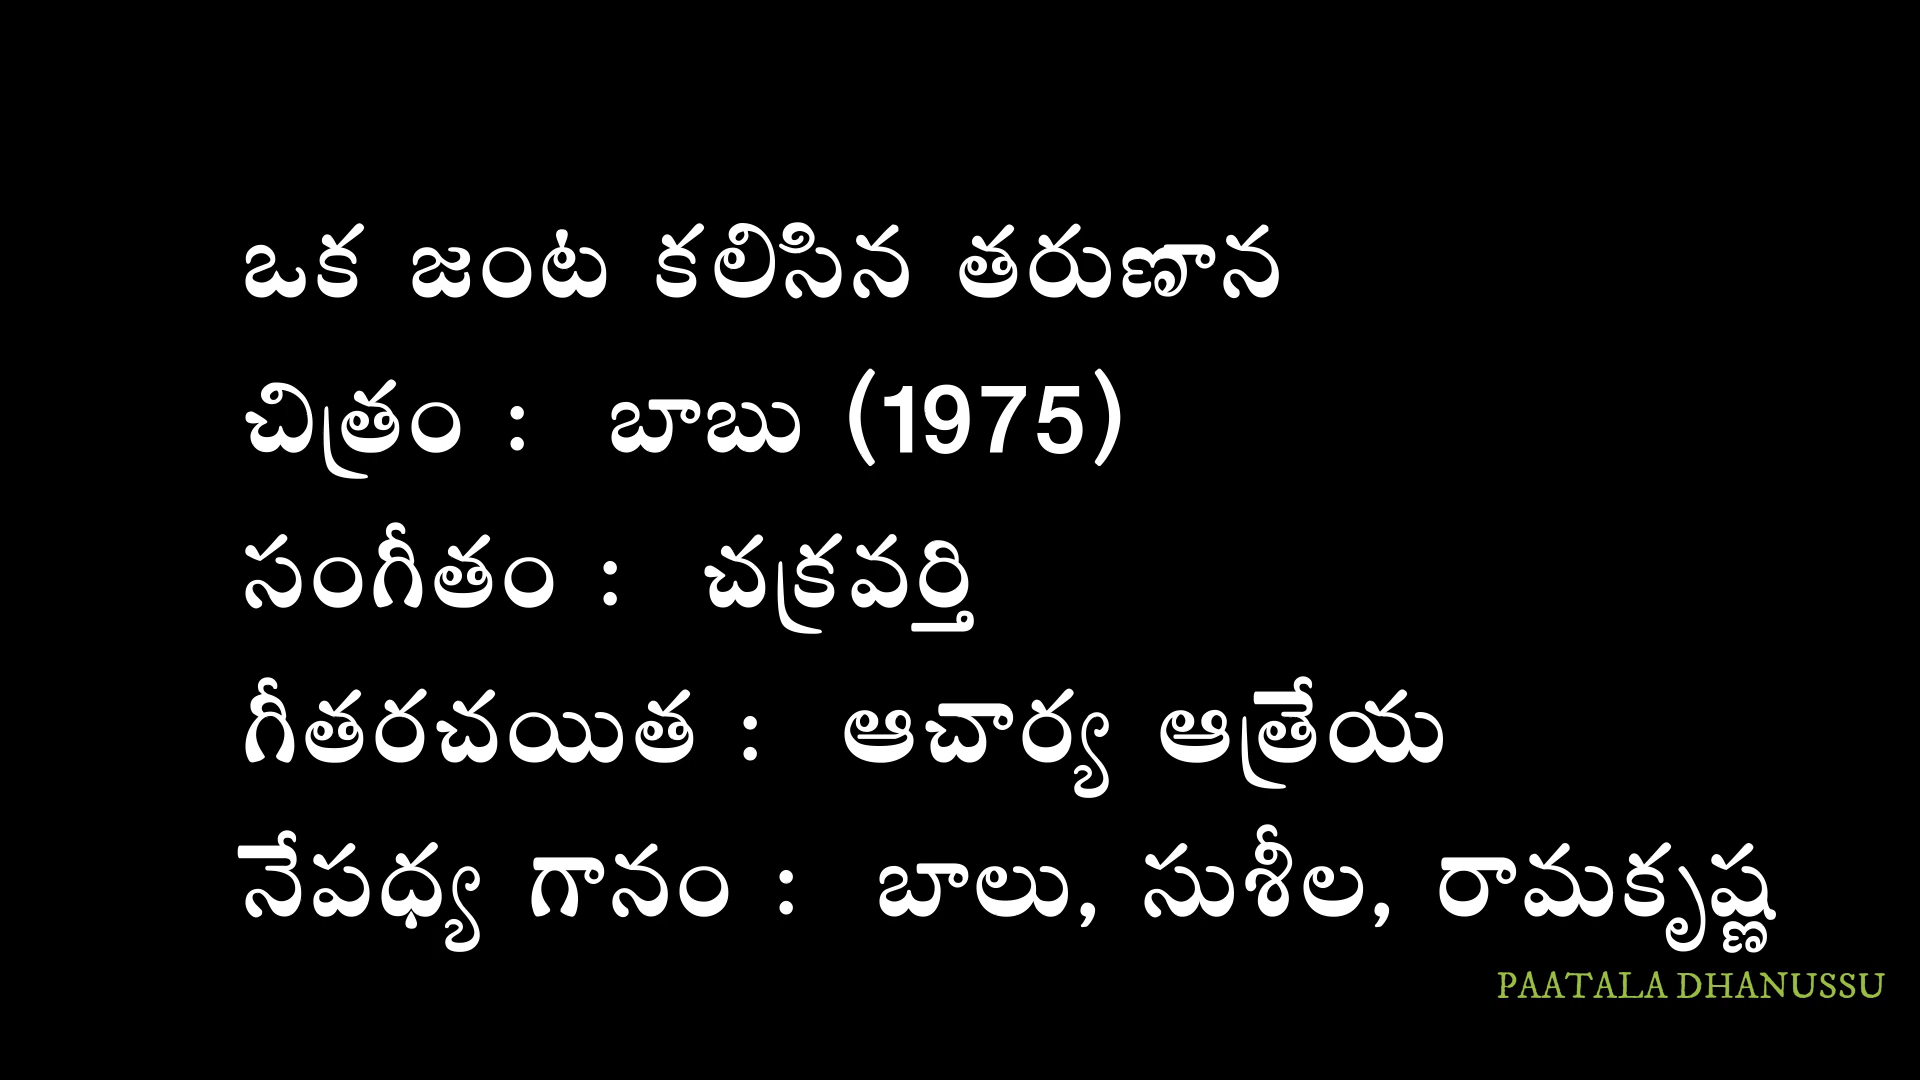 ఒక జంట కలిసిన తరుణాన
చిత్రం : బాబు (1975)
సంగీతం : చక్రవర్తి
గీతరచయిత : ఆచార్య ఆత్రేయ
నేపధ్య గానం : బాలు, సుశీల, రామకృష్ణ
PAATALA DHANUSSU